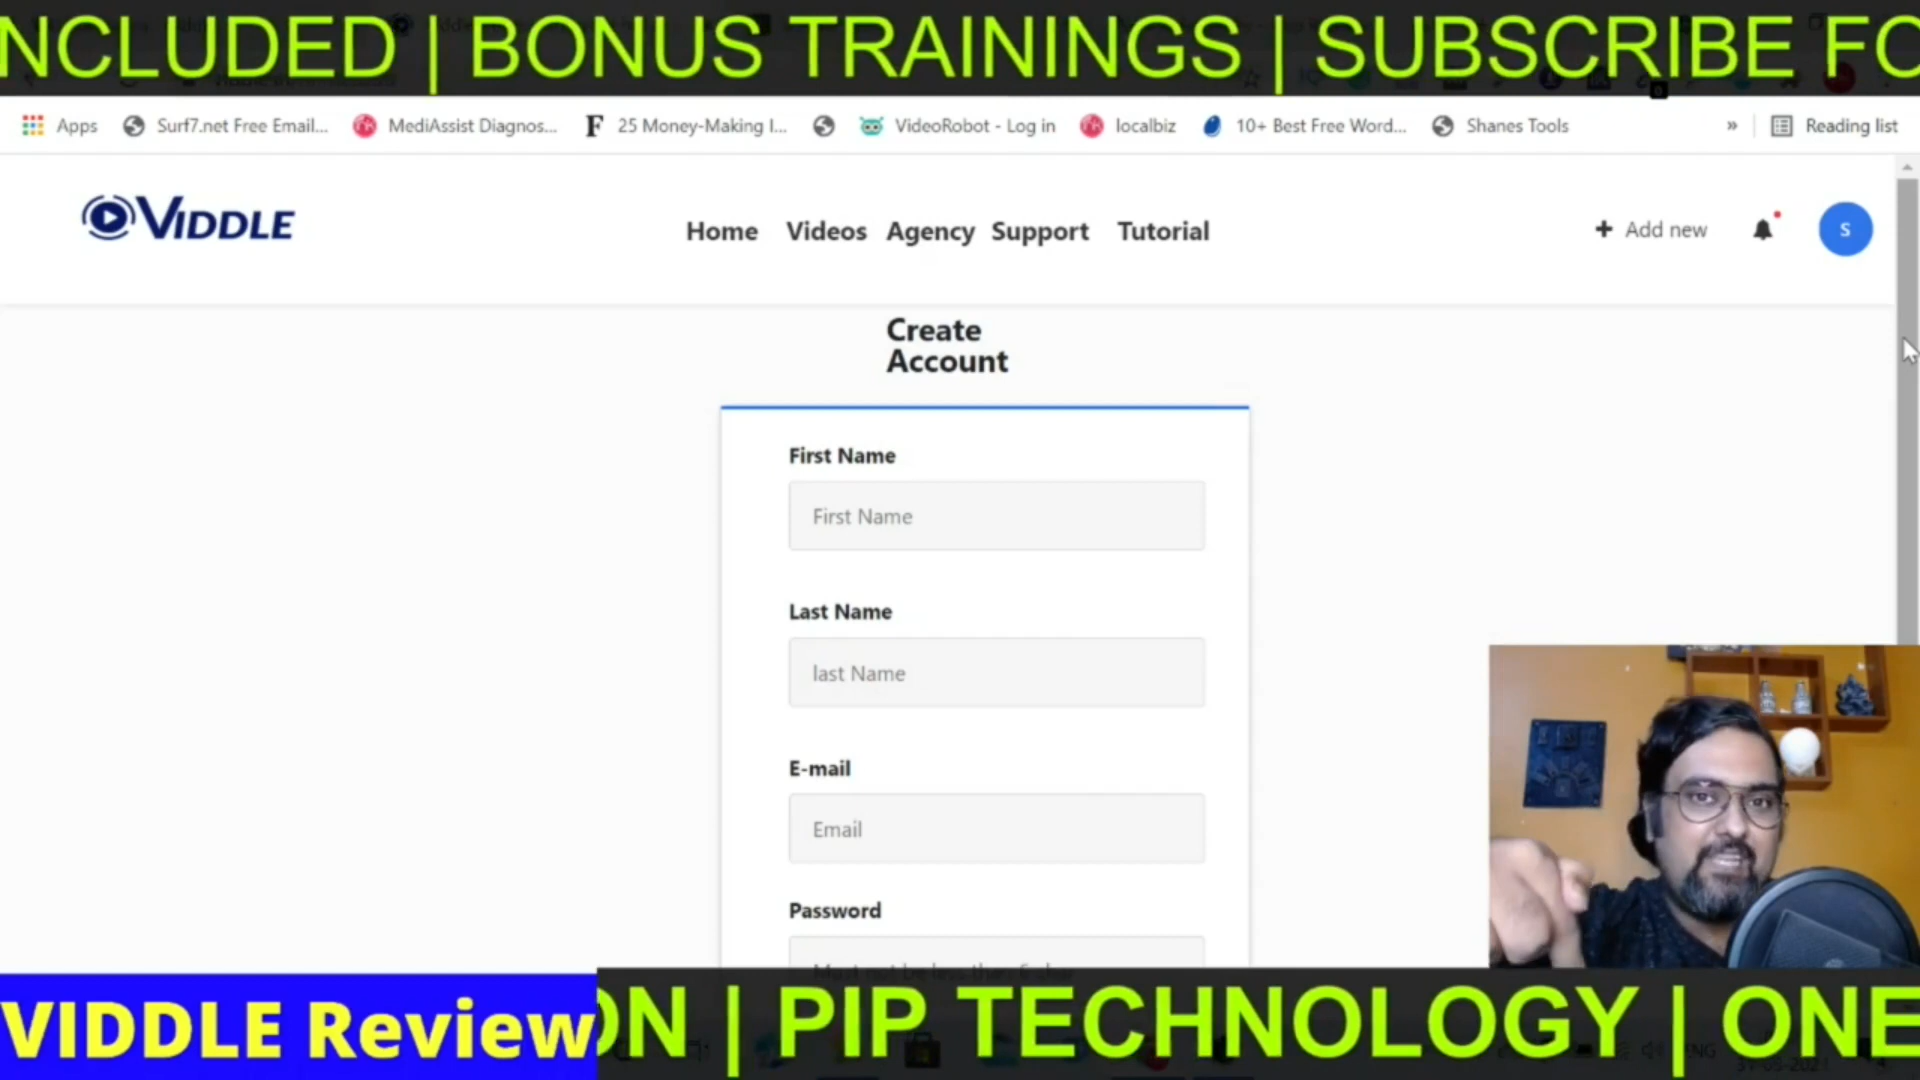 NCLUDED | BONUS TRAININGS | SUBSCRIBE FO
Apps Surf7.net Free Email... MediAssist Diagnos... 25 Money-Making I... VideoRobot - Log in localbiz 10+ Best Free Word... Shanes Tools » Reading list
VIDDLE Home Videos Agency Support Tutorial + Add new S
Create
Account
First Name
First Name
Last Name
last Name
E-mail
Email
Password
VIDDLE Review ON | PIP TECHNOLOGY | ONE